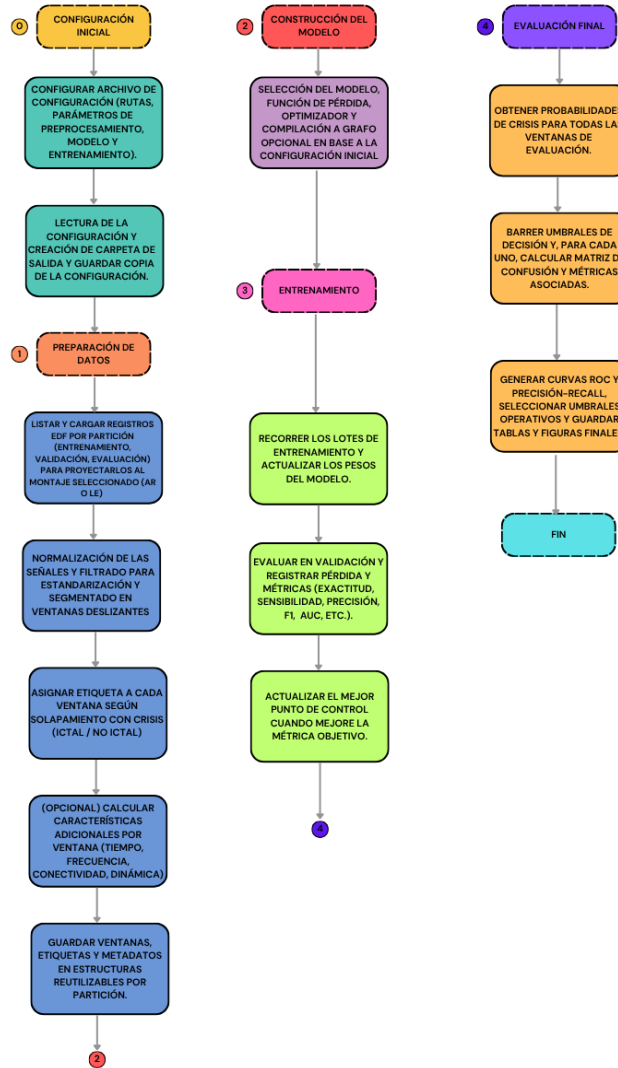 0
CONFIGURACIÓN
INICIAL
CONFIGURAR ARCHIVO DE
CONFIGURACIÓN (RUTAS,
PARÁMETROS DE
PREPROCESAMIENTO,
MODELO Y
ENTRENAMIENTO).
LECTURA DE LA
CONFIGURACIÓN Y
CREACIÓN DE CARPETA DE
SALIDA Y GUARDAR COPIA
DE LA CONFIGURACIÓN.
1
PREPARACIÓN DE
DATOS
LISTAR Y CARGAR REGISTROS
EDF POR PARTICIÓN
(ENTRENAMIENTO,
VALIDACIÓN, EVALUACIÓN)
PARA PROYECTARLOS AL
MONTAJE SELECCIONADO (AR
O LE)
NORMALIZACIÓN DE LAS
SEÑALES Y FILTRADO PARA
ESTANDARIZACIÓN Y
SEGMENTADO EN
VENTANAS DESLIZANTES
ASIGNAR ETIQUETA A CADA
VENTANA SEGÚN
SOLAPAMIENTO CON CRISIS
(ICTAL / NO ICTAL)
(OPCIONAL) CALCULAR
CARACTERÍSTICAS
ADICIONALES POR
VENTANA (TIEMPO,
FRECUENCIA,
CONECTIVIDAD, DINÁMICA)
GUARDAR VENTANAS,
ETIQUETAS Y METADATOS
EN ESTRUCTURAS
REUTILIZABLES POR
PARTICIÓN.
2
2
CONSTRUCCIÓN DEL
MODELO
SELECCIÓN DEL MODELO,
FUNCIÓN DE PÉRDIDA,
OPTIMIZADOR Y
COMPILACIÓN A GRAFO
OPCIONAL EN BASE A LA
CONFIGURACIÓN INICIAL
3
ENTRENAMIENTO
RECORRER LOS LOTES DE
ENTRENAMIENTO Y
ACTUALIZAR LOS PESOS
DEL MODELO.
EVALUAR EN VALIDACIÓN Y
REGISTRAR PÉRDIDA Y
MÉTRICAS (EXACTITUD,
SENSIBILIDAD, PRECISIÓN,
F1, AUC, ETC.).
ACTUALIZAR EL MEJOR
PUNTO DE CONTROL
CUANDO MEJORE LA
MÉTRICA OBJETIVO.
4
4
EVALUACIÓN FINAL
OBTENER PROBABILIDADE
DE CRISIS PARA TODAS LA
VENTANAS DE
EVALUACIÓN.
BARRER UMBRALES DE
DECISIÓN Y, PARA CADA
UNO, CALCULAR MATRIZ D
CONFUSIÓN Y MÉTRICAS
ASOCIADAS.
GENERAR CURVAS ROC Y
PRECISIÓN-RECALL,
SELECCIONAR UMBRALES
OPERATIVOS Y GUARDAR
TABLAS Y FIGURAS FINALE
FIN